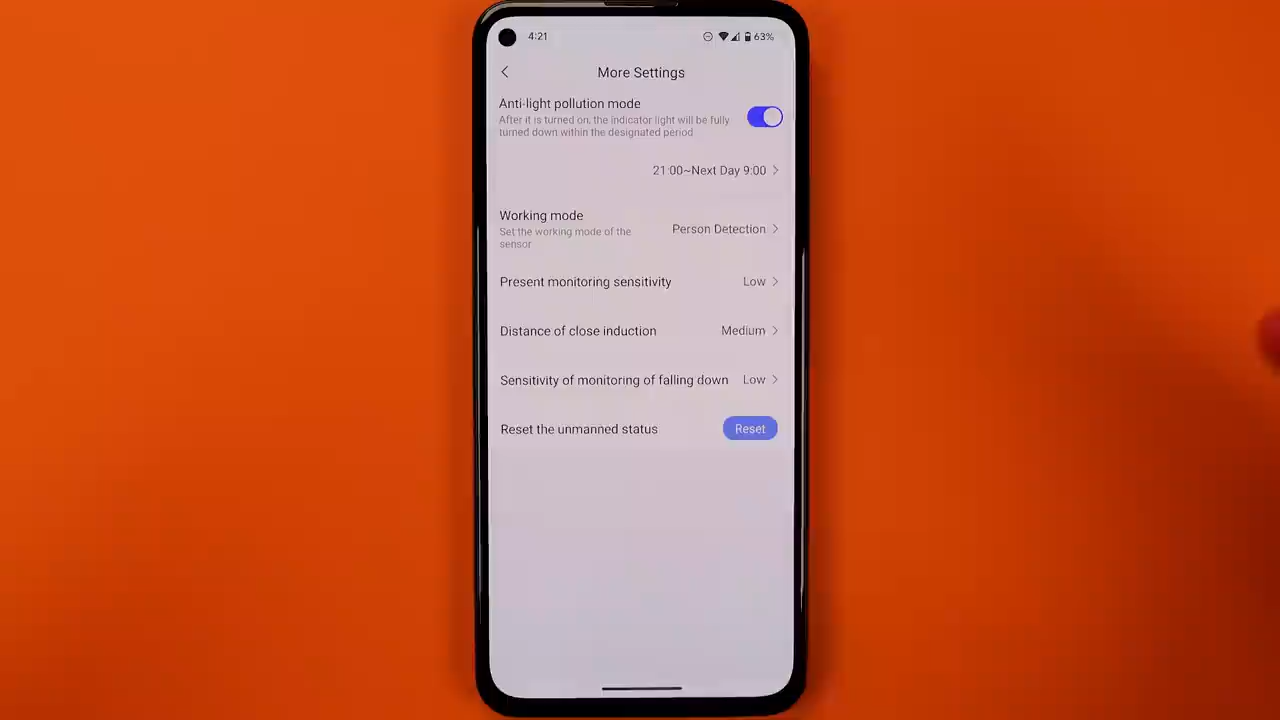 4:21
63%
More Settings
Anti-light pollution mode
After it is turned on, the indicator light will be fully
turned down within the designated period
21:00~Next Day 9:00
Working mode
Set the working mode of the
sensor
Person Detection
Present monitoring sensitivity
Low
Distance of close induction
Medium
Sensitivity of monitoring of falling down
Low
Reset the unmanned status
Reset